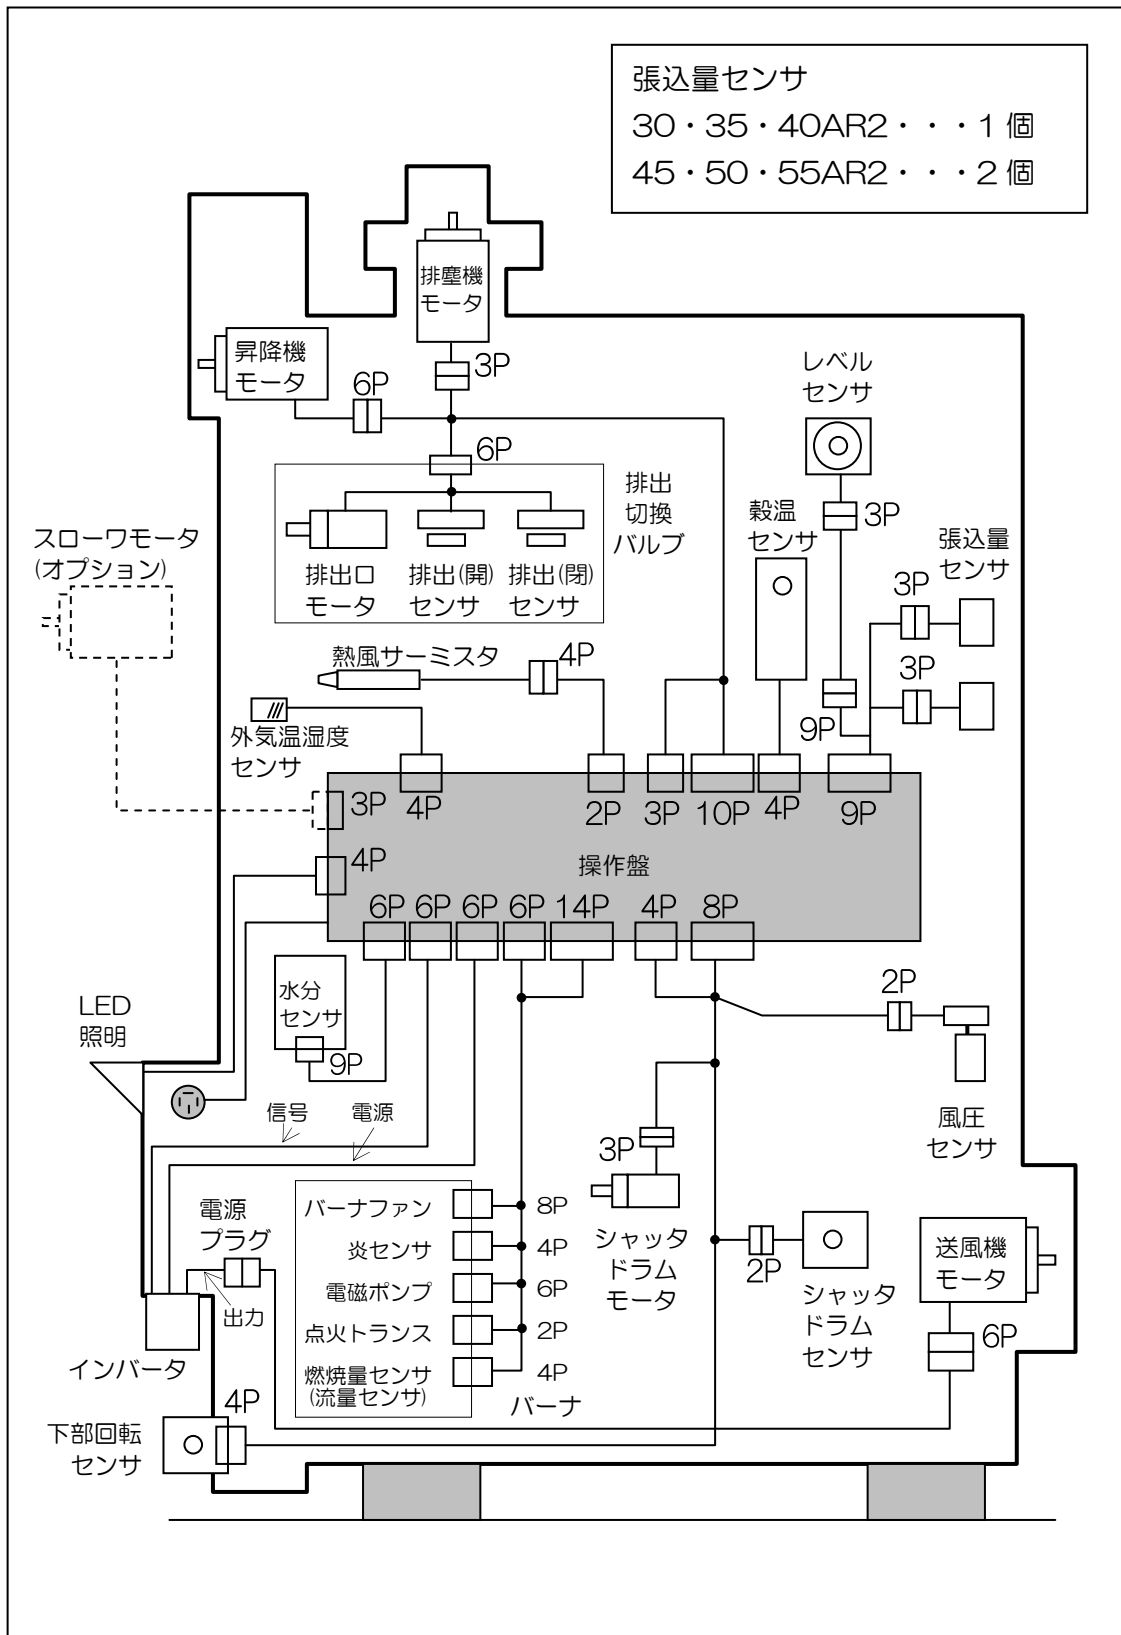 張込量センサ
30・35・40AR2・・・1個
45・50・55AR2・・・2個
排塵機
モータ
昇降機
モータ
3P
6P
6P
レベル
センサ
3P
排出
切換
バルブ
穀温
センサ
張込量
センサ
3P
3P
9P
スローワモータ
(オプション)
排出口
モータ
排出(開)
センサ
排出(閉)
センサ
熱風サーミスタ
4P
外気温湿度
センサ
3P
4P
2P
3P
10P
4P
9P
4P
操作盤
6P
6P
6P
6P
14P
4P
8P
水分
センサ
9P
LED
照明
2P
風圧
センサ
信号
電源
3P
シャッタ
ドラム
モータ
電源
プラグ
出力
インバータ
バーナファン
8P
炎センサ
4P
電磁ポンプ
6P
点火トランス
2P
燃焼量センサ
(流量センサ)
4P
バーナ
2P
シャッタ
ドラム
センサ
送風機
モータ
6P
4P
下部回転
センサ